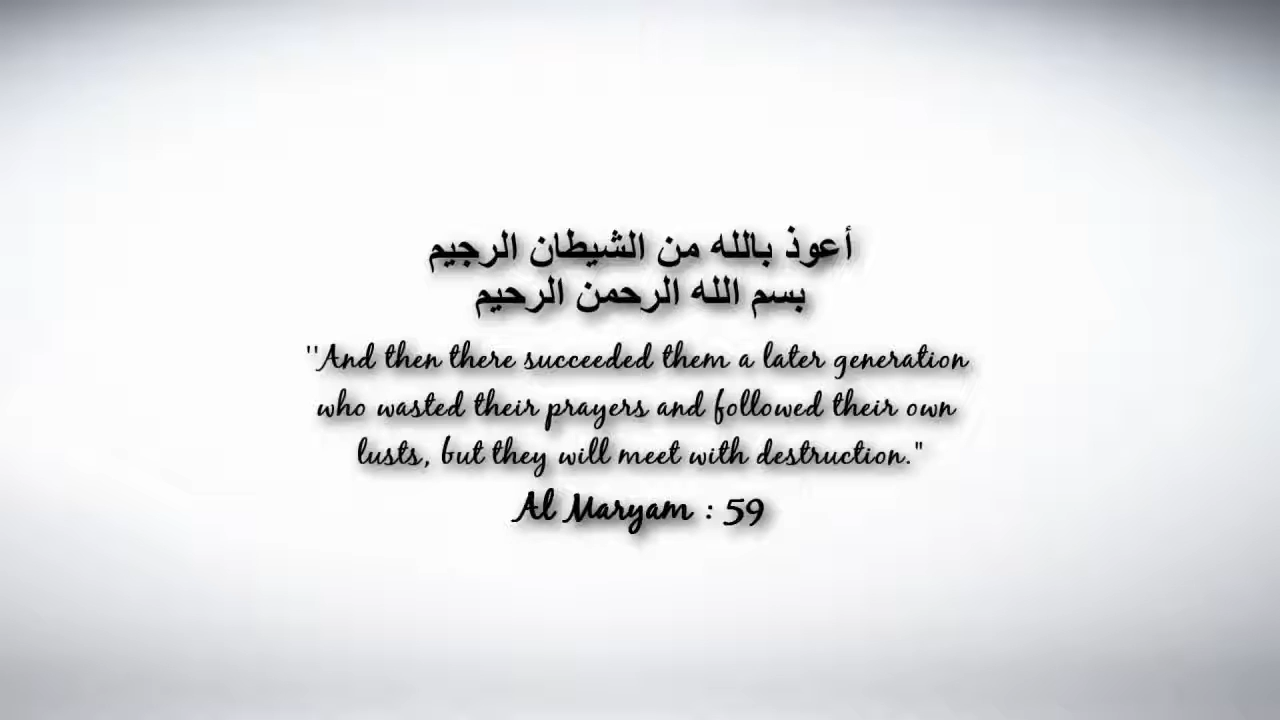 أعوذ بالله من الشيطان الرجيم
بسم الله الرحمن الرحيم
''And then there succeeded them a later generation
who wasted their prayers and followed their own
lusts, but they will meet with destruction."
Al Maryam : 59